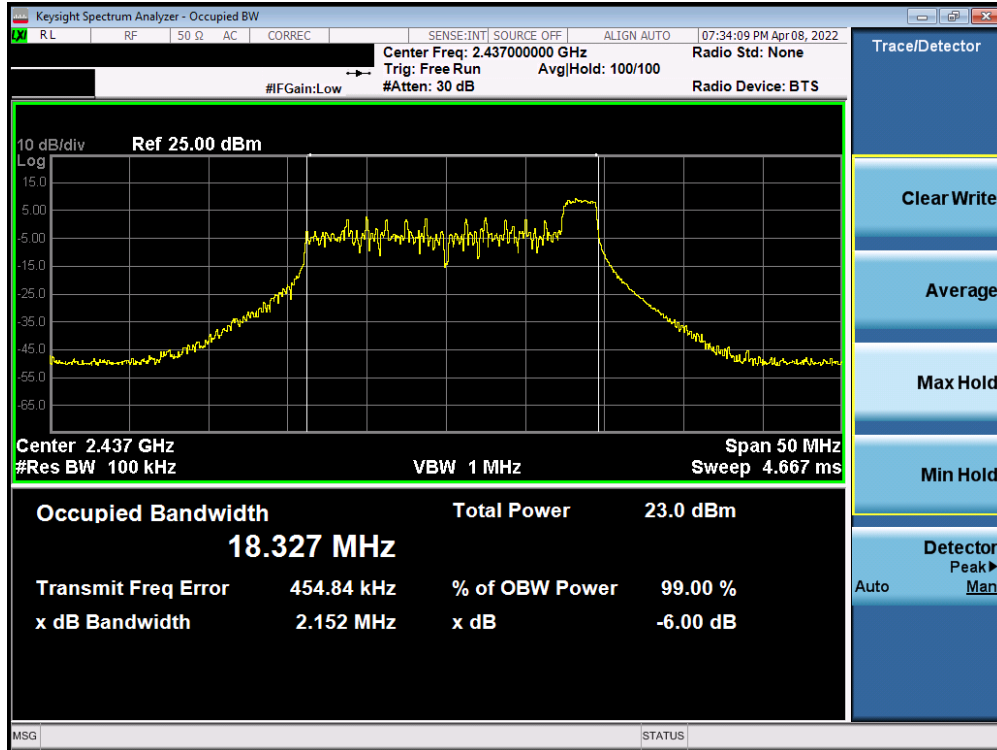 Keysight Spectrum Analyzer - Occupied BW
LXI RL RF 50 Ω AC CORREC SENSE:INT SOURCE OFF ALIGN AUTO 07:34:09 PM Apr 08, 2022
Center Freq: 2.437000000 GHz Radio Std: None
Trig: Free Run Avg|Hold: 100/100
#IFGain:Low #Atten: 30 dB Radio Device: BTS
10 dB/div Ref 25.00 dBm
Log
15.0
5.00
-5.00
-15.0
-25.0
-35.0
-45.0
-55.0
-65.0
Center 2.437 GHz Span 50 MHz
#Res BW 100 kHz VBW 1 MHz Sweep 4.667 ms
Occupied Bandwidth Total Power 23.0 dBm
18.327 MHz
Transmit Freq Error 454.84 kHz % of OBW Power 99.00 %
x dB Bandwidth 2.152 MHz x dB -6.00 dB
MSG STATUS
Trace/Detector
Clear Write
Average
Max Hold
Min Hold
Detector
Peak▶
Auto Man